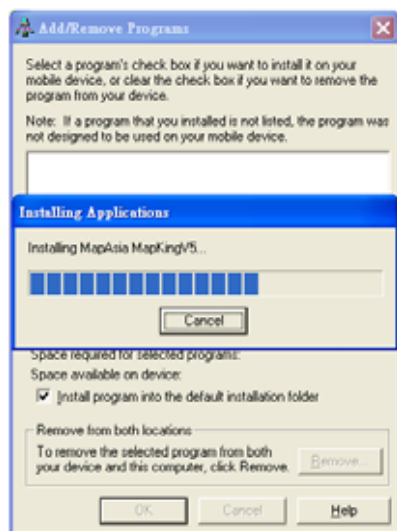 Add/Remove Programs
Select a program's check box if you want to install it on your
mobile device, or clear the check box if you want to remove the
program from your device.
Note: If a program that you installed is not listed, the program was
not designed to be used on your mobile device.
Installing Applications
Installing MapAsia MapKingV5...
Cancel
Space required for selected programs:
Space available on device:
Install program into the default installation folder
Remove from both locations
To remove the selected program from both
your device and this computer, click Remove.
Remove...
OK
Cancel
Help